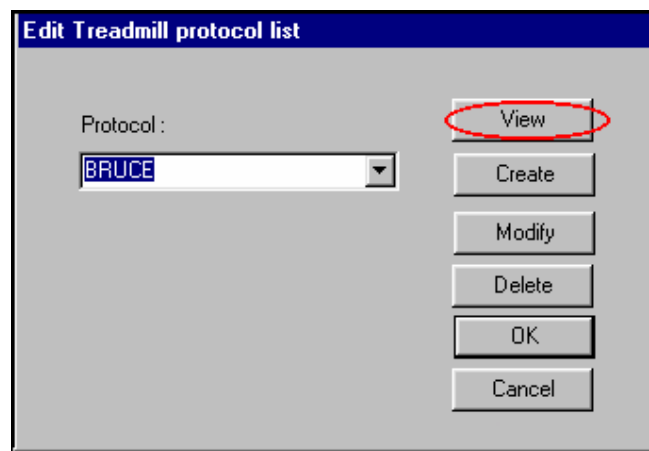 Edit Treadmill protocol list
Protocol :
BRUCE
View
Create
Modify
Delete
OK
Cancel